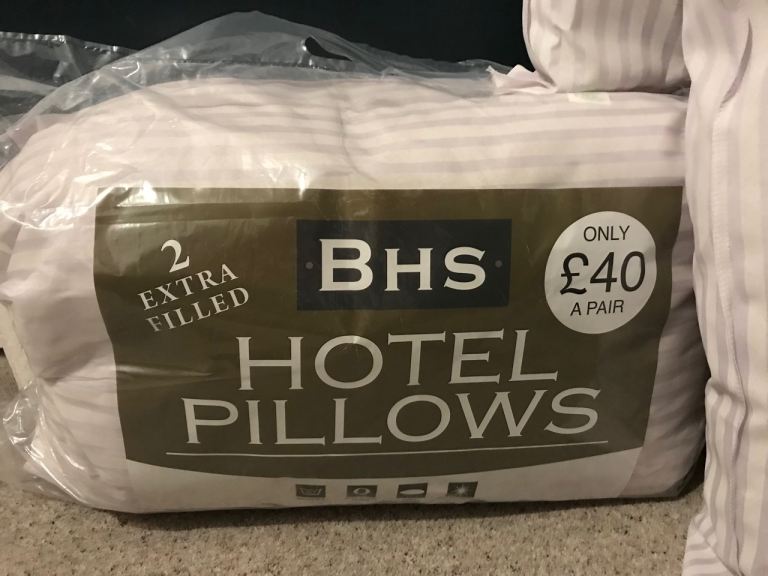 2
EXTRA
FILLED
BHS
ONLY
£40
A PAIR
HOTEL
PILLOWS